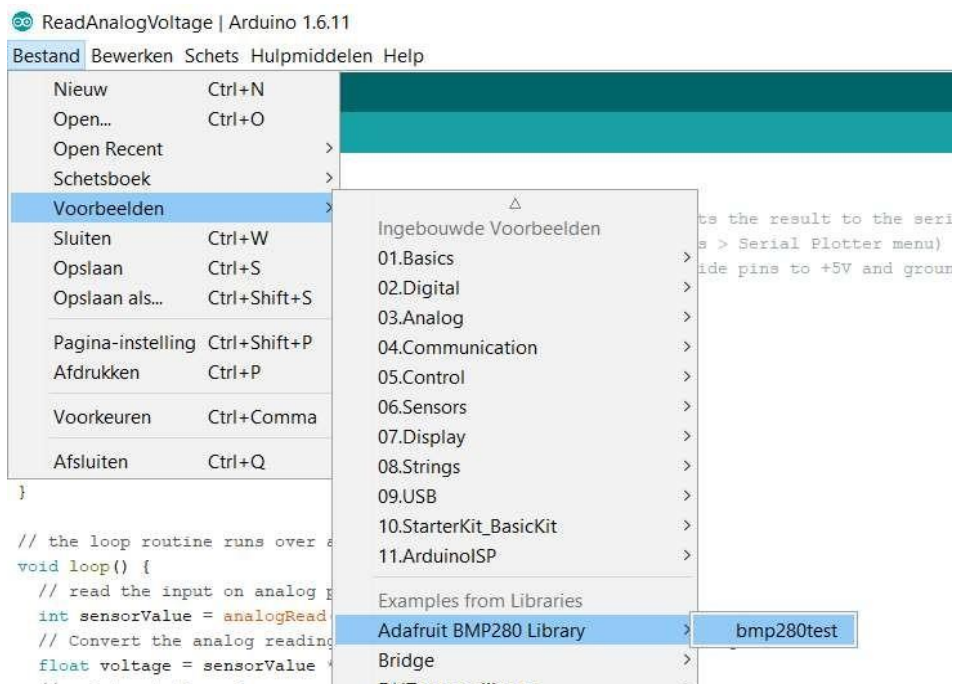 ReadAnalogVoltage | Arduino 1.6.11
Bestand Bewerken Schets Hulpmiddelen Help
Nieuw Ctrl+N
Open... Ctrl+O
Open Recent
Schetsboek
Voorbeelden
Sluiten Ctrl+W
Opslaan Ctrl+S
Opslaan als... Ctrl+Shift+S
Pagina-instelling Ctrl+Shift+P
Afdrukken Ctrl+P
Voorkeuren Ctrl+Comma
Afsluiten Ctrl+Q
Ingebouwde Voorbeelden
01.Basics
02.Digital
03.Analog
04.Communication
05.Control
06.Sensors
07.Display
08.Strings
09.USB
10.StarterKit_BasicKit
11.ArduinoISP
Examples from Libraries
Adafruit BMP280 Library
Bridge
bmp280test
ts the result to the seri
s > Serial Plotter menu)
ide pins to +5V and groun
}
// the loop routine runs over a
void loop() {
// read the input on analog p
int sensorValue = analogRead(
// Convert the analog reading
float voltage = sensorValue *